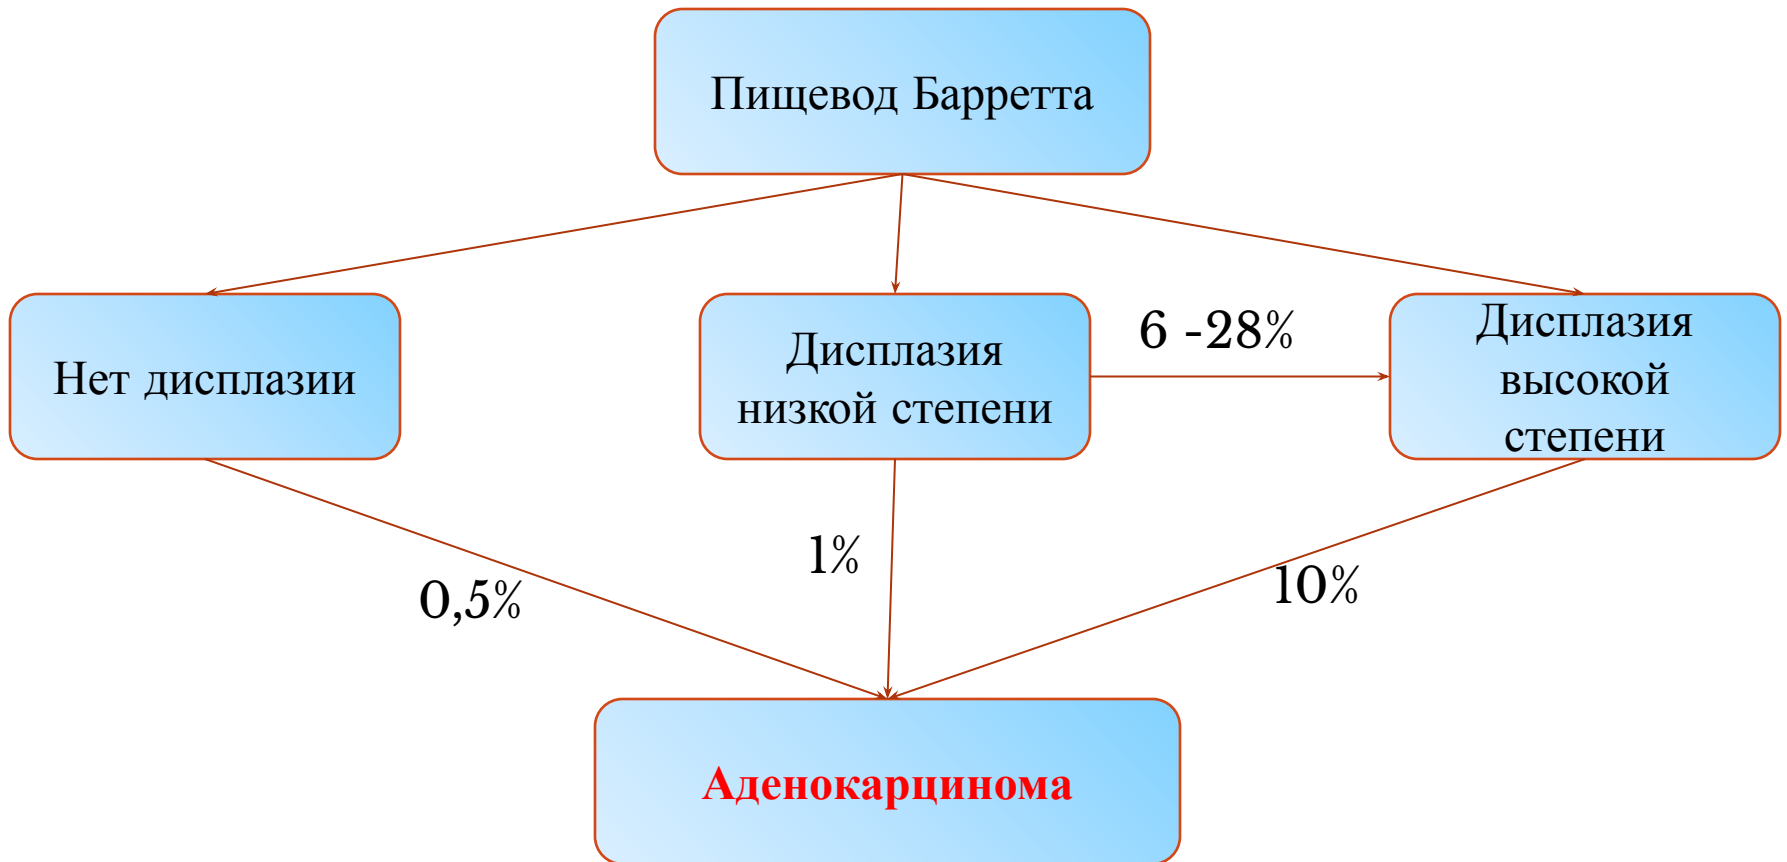 Пищевод Барретта
Нет дисплазии
Дисплазия
низкой степени
6 -28%
Дисплазия
высокой
степени
0,5%
1%
10%
Аденокарцинома